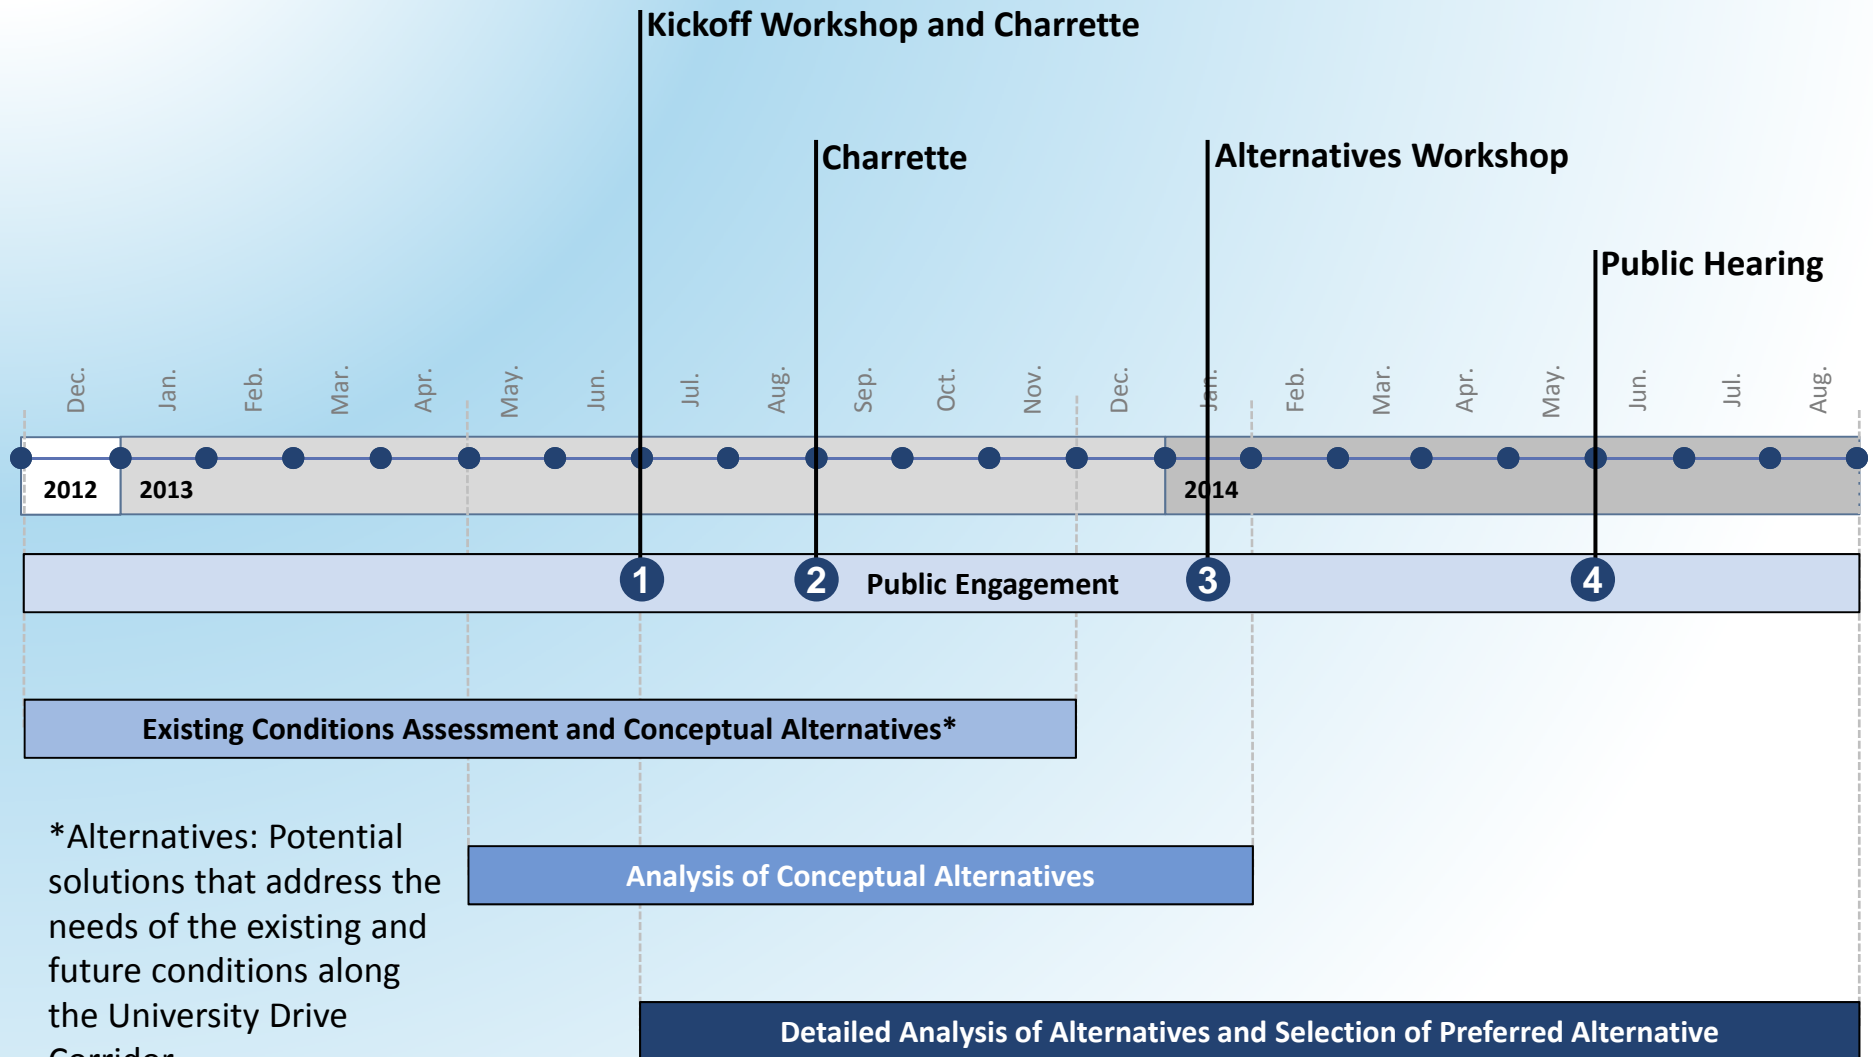 Kickoff Workshop and Charrette
Charrette
Alternatives Workshop
Public Hearing
Dec.
Jan.
Feb.
Mar.
Apr.
May.
Jun.
Jul.
Aug.
Sep.
Oct.
Nov.
Dec.
Jan.
Feb.
Mar.
Apr.
May.
Jun.
Jul.
Aug.
2012
2013
2014
1
2
Public Engagement
3
4
Existing Conditions Assessment and Conceptual Alternatives*
Analysis of Conceptual Alternatives
*Alternatives: Potential
solutions that address the
needs of the existing and
future conditions along
the University Drive
Corridor
Detailed Analysis of Alternatives and Selection of Preferred Alternative